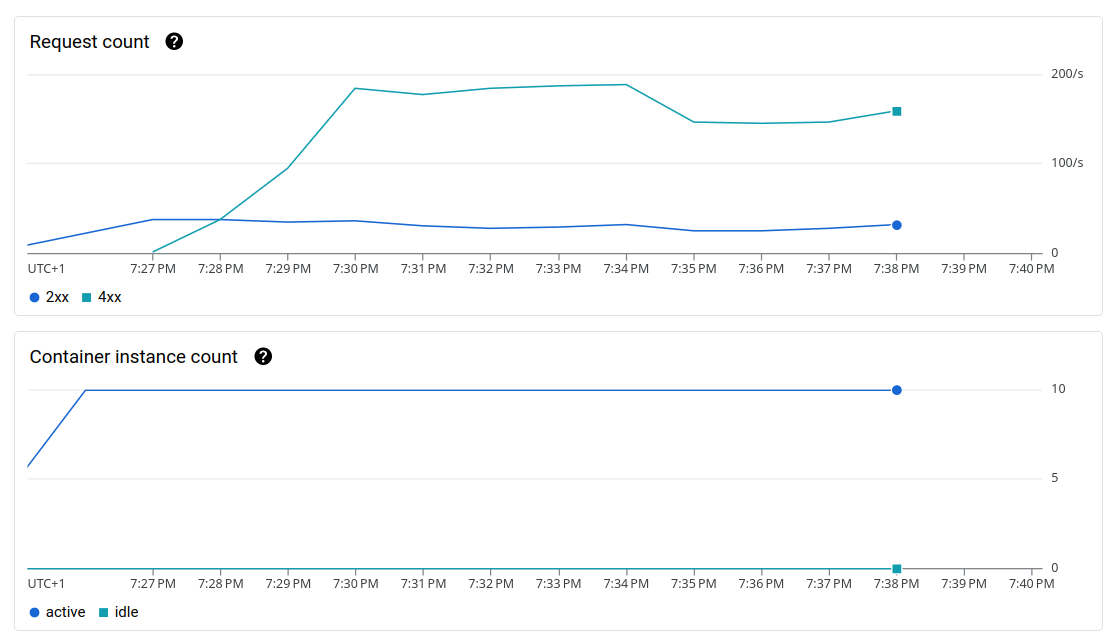 Request count ?
200/s
100/s
0
UTC+1 7:27 PM 7:28 PM 7:29 PM 7:30 PM 7:31 PM 7:32 PM 7:33 PM 7:34 PM 7:35 PM 7:36 PM 7:37 PM 7:38 PM 7:39 PM 7:40 PM
2xx 4xx
Container instance count ?
10
5
0
UTC+1 7:27 PM 7:28 PM 7:29 PM 7:30 PM 7:31 PM 7:32 PM 7:33 PM 7:34 PM 7:35 PM 7:36 PM 7:37 PM 7:38 PM 7:39 PM 7:40 PM
active idle